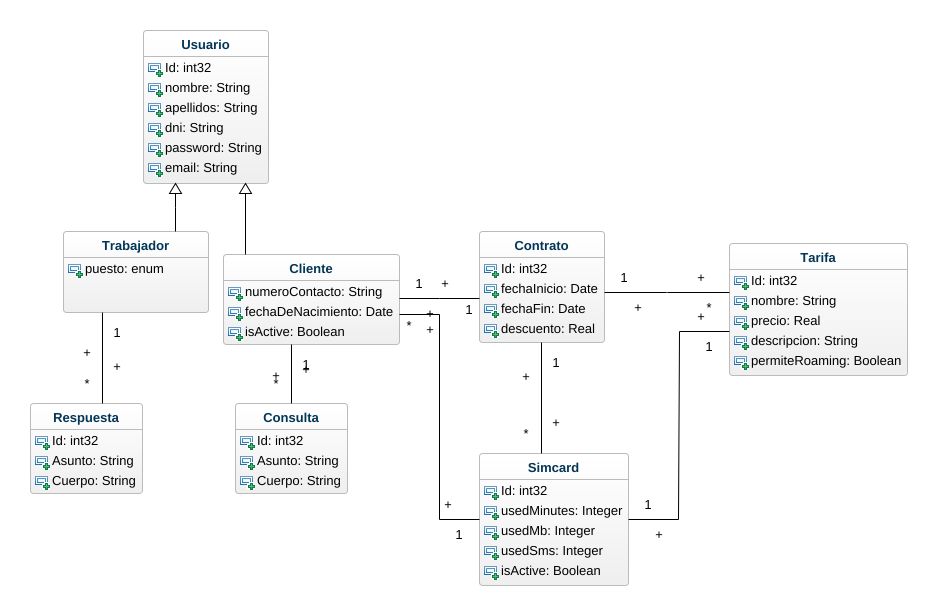 Usuario
Id: int32
nombre: String
apellidos: String
dni: String
password: String
email: String
Trabajador
puesto: enum
Cliente
numeroContacto: String
fechaDeNacimiento: Date
isActive: Boolean
Contrato
Id: int32
fechaInicio: Date
fechaFin: Date
descuento: Real
Tarifa
Id: int32
nombre: String
precio: Real
descripcion: String
permiteRoaming: Boolean
1 +
1
* +
+
1 +
+ *
+
1
1
+
+
*
1
+
+
*
1
+
*
+
1
+
*
Respuesta
Id: int32
Asunto: String
Cuerpo: String
Consulta
Id: int32
Asunto: String
Cuerpo: String
Simcard
Id: int32
usedMinutes: Integer
usedMb: Integer
usedSms: Integer
isActive: Boolean
+
1
1
+